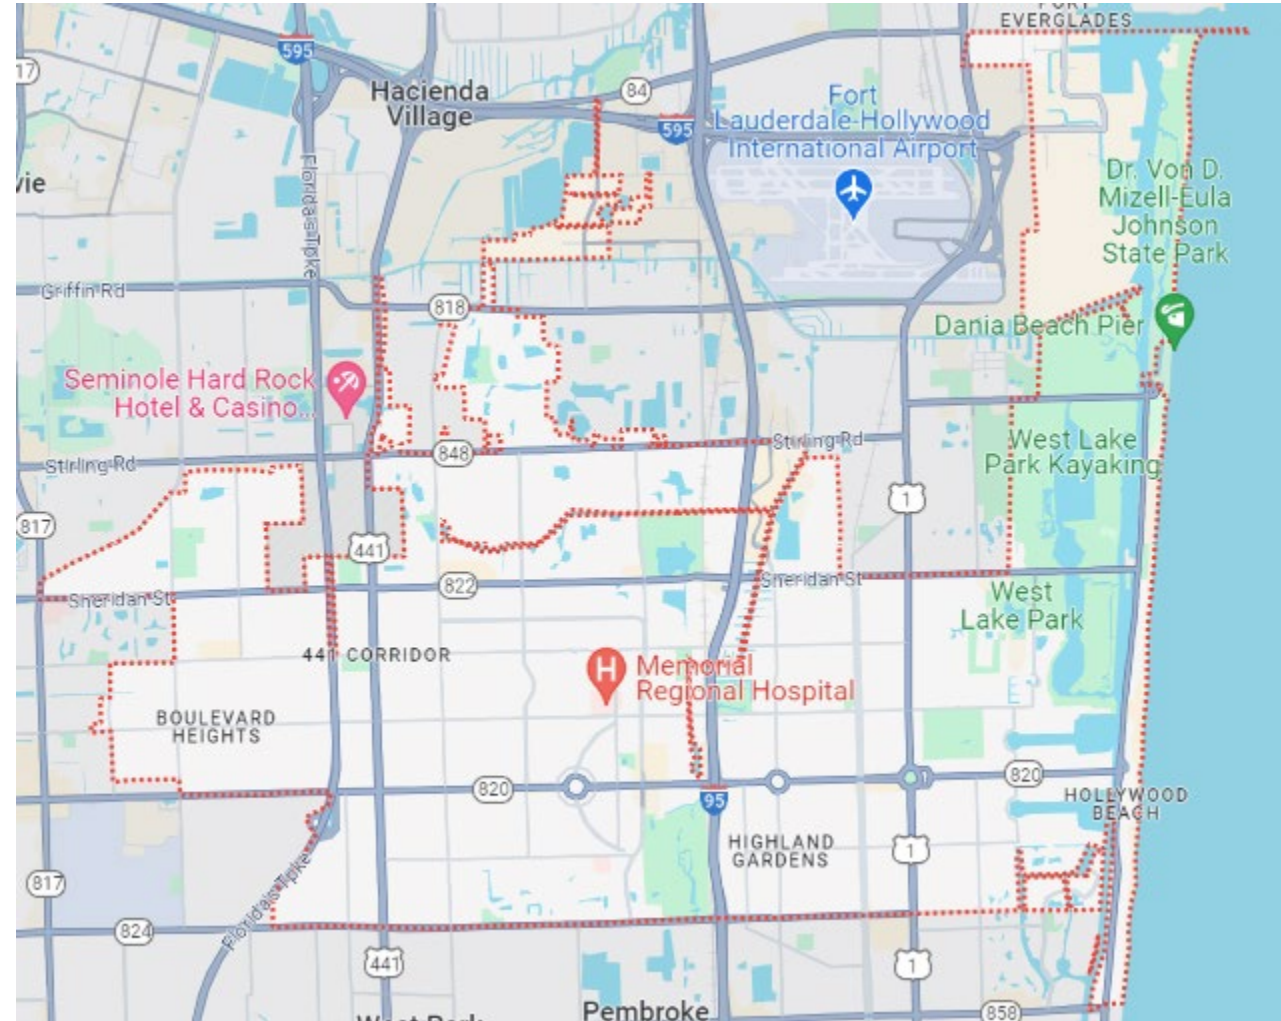 EVERGLADES
595
17
Hacienda
Village
84
595
Fort
Lauderdale-Hollywood
International Airport
Dr. Von D.
Mizell-Eula
Johnson
State Park
vie
Florida's Tpke
Griffin Rd
818
Dania Beach Pier
Seminole Hard Rock
Hotel & Casino...
Stirling Rd
848
Stirling Rd
West Lake
Park Kayaking
1
817
441
822
Sheridan St
Sheridan St
West
Lake Park
441 CORRIDOR
Memorial
Regional Hospital
BOULEVARD
HEIGHTS
820
820
95
HOLLYWOOD
BEACH
HIGHLAND
GARDENS
1
817
Florida's Tpke
824
441
1
Pembroke
858